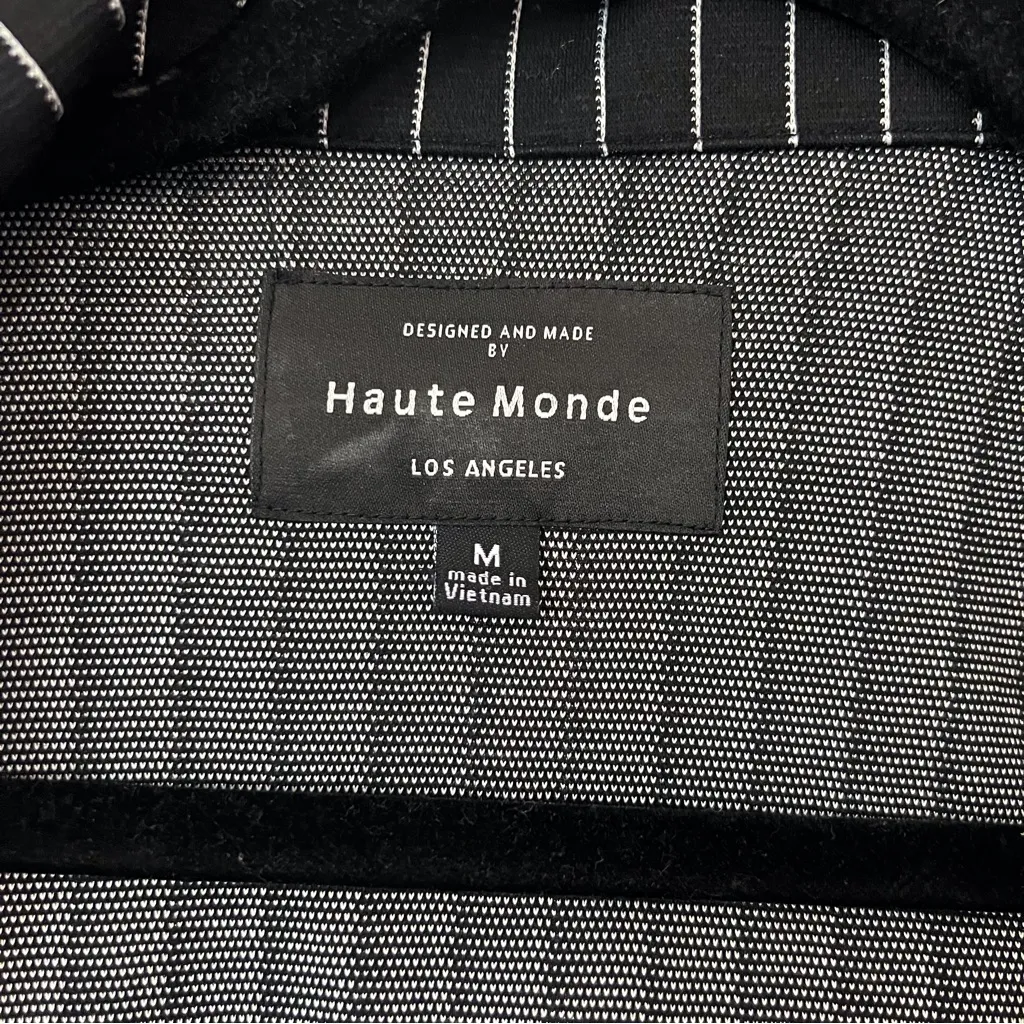 DESIGNED AND MADE
BY
Haute Monde
LOS ANGELES
M
made in
Vietnam